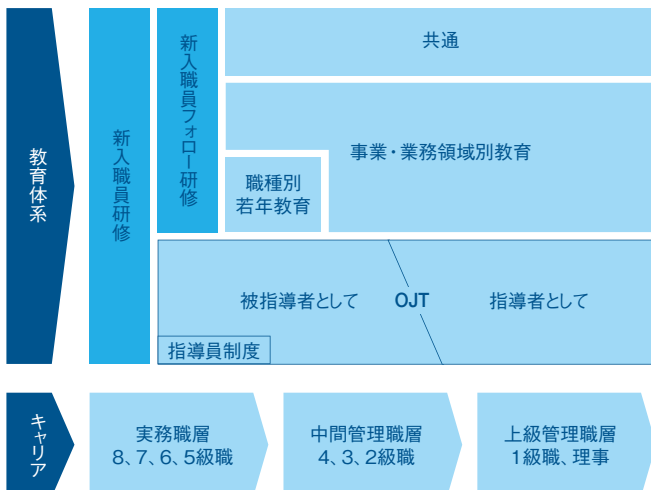 教育体系
新入職員研修
新入職員フォロー研修
共通
事業・業務領域別教育
職種別
若年教育
被指導者として
OJT
指導者として
指導員制度
キャリア
実務職層
8、7、6、5級職
中間管理職層
4、3、2級職
上級管理職層
1級職、理事